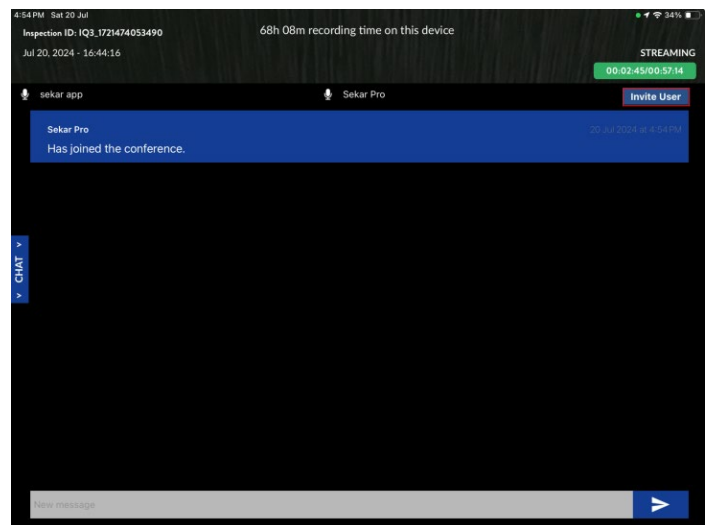 4:54 PM Sat 20 Jul
34%
Inspection ID: IQ3_1721474053490
68h 08m recording time on this device
Jul 20, 2024 - 16:44:16
STREAMING
00:02:45/00:57:14
sekar app
Sekar Pro
Invite User
Sekar Pro
20 Jul 2024 at 4:54 PM
Has joined the conference.
> CHAT >
New message